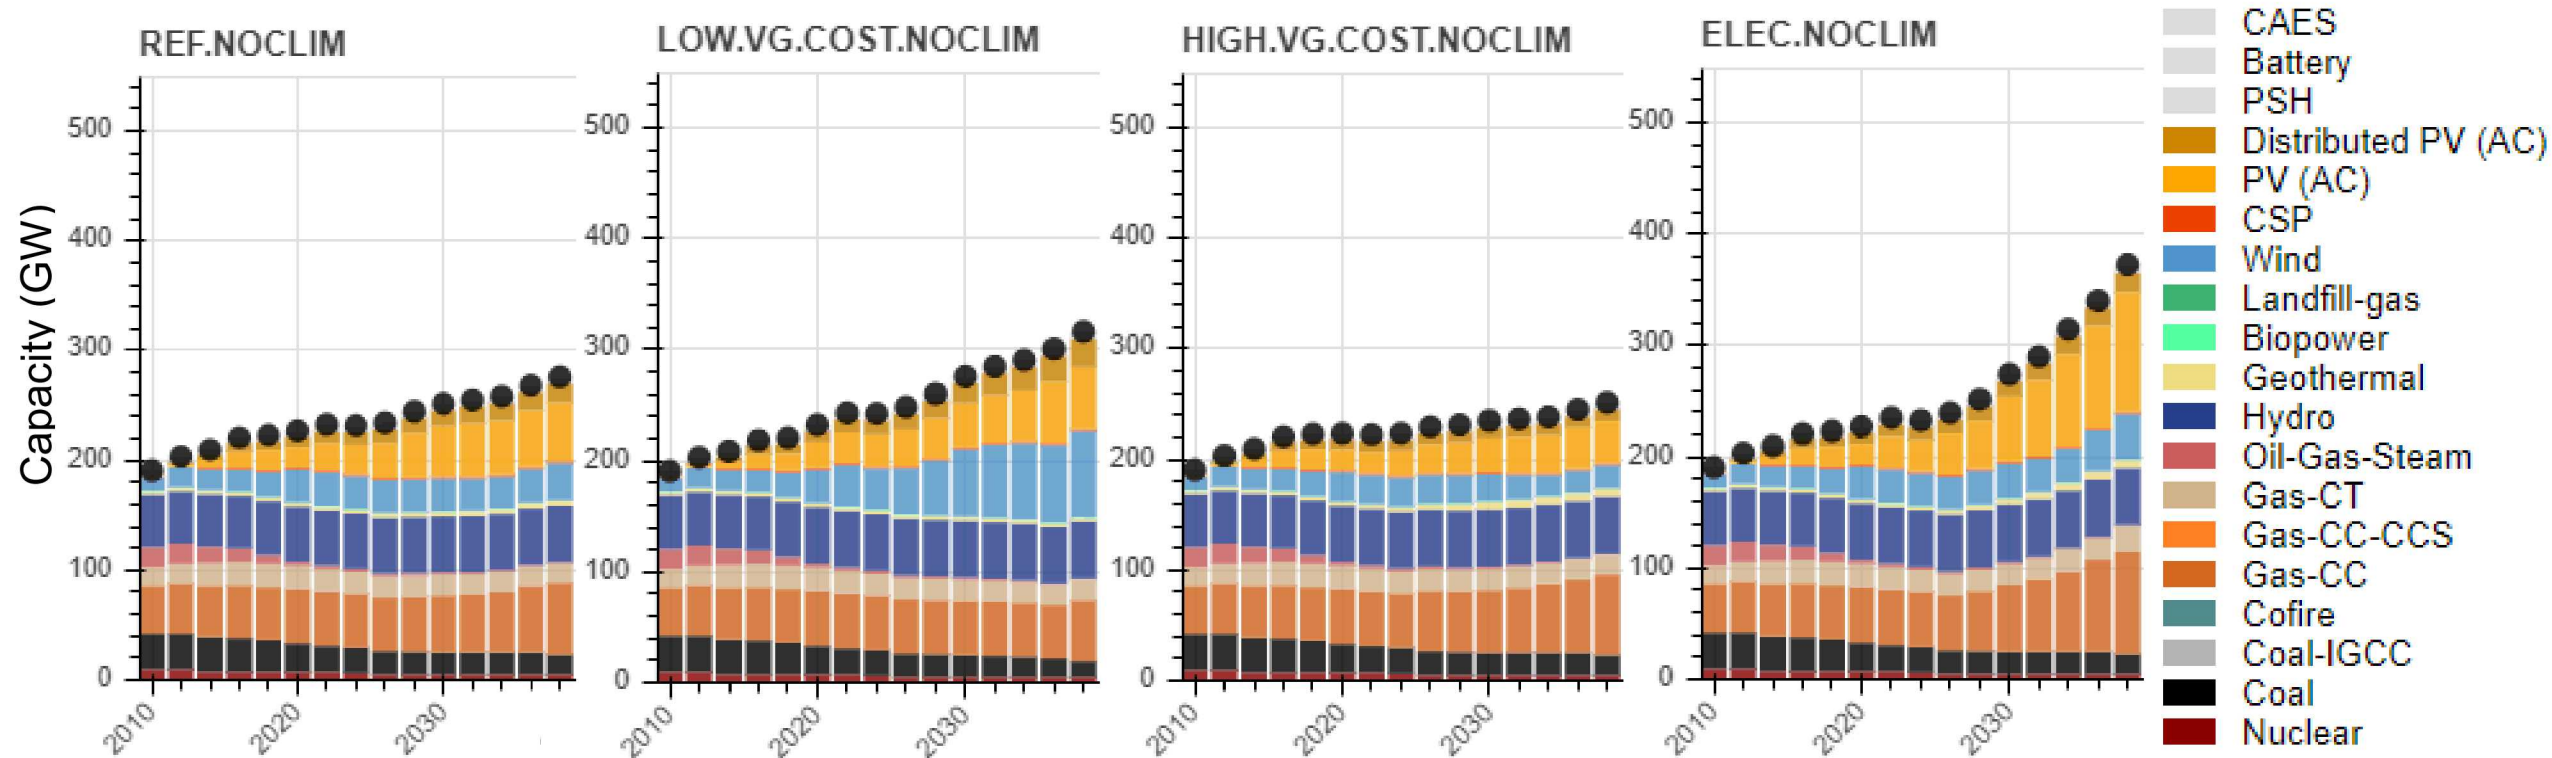 REF.NOCLIM
LOW.VG.COST.NOCLIM
HIGH.VG.COST.NOCLIM
ELEC.NOCLIM
Capacity (GW)
500
400
300
200
100
0
2010
2020
2030
500
400
300
200
100
0
2010
2020
2030
500
400
300
200
100
0
2010
2020
2030
500
400
300
200
100
0
2010
2020
2030
CAES
Battery
PSH
Distributed PV (AC)
PV (AC)
CSP
Wind
Landfill-gas
Biopower
Geothermal
Hydro
Oil-Gas-Steam
Gas-CT
Gas-CC-CCS
Gas-CC
Cofire
Coal-IGCC
Coal
Nuclear